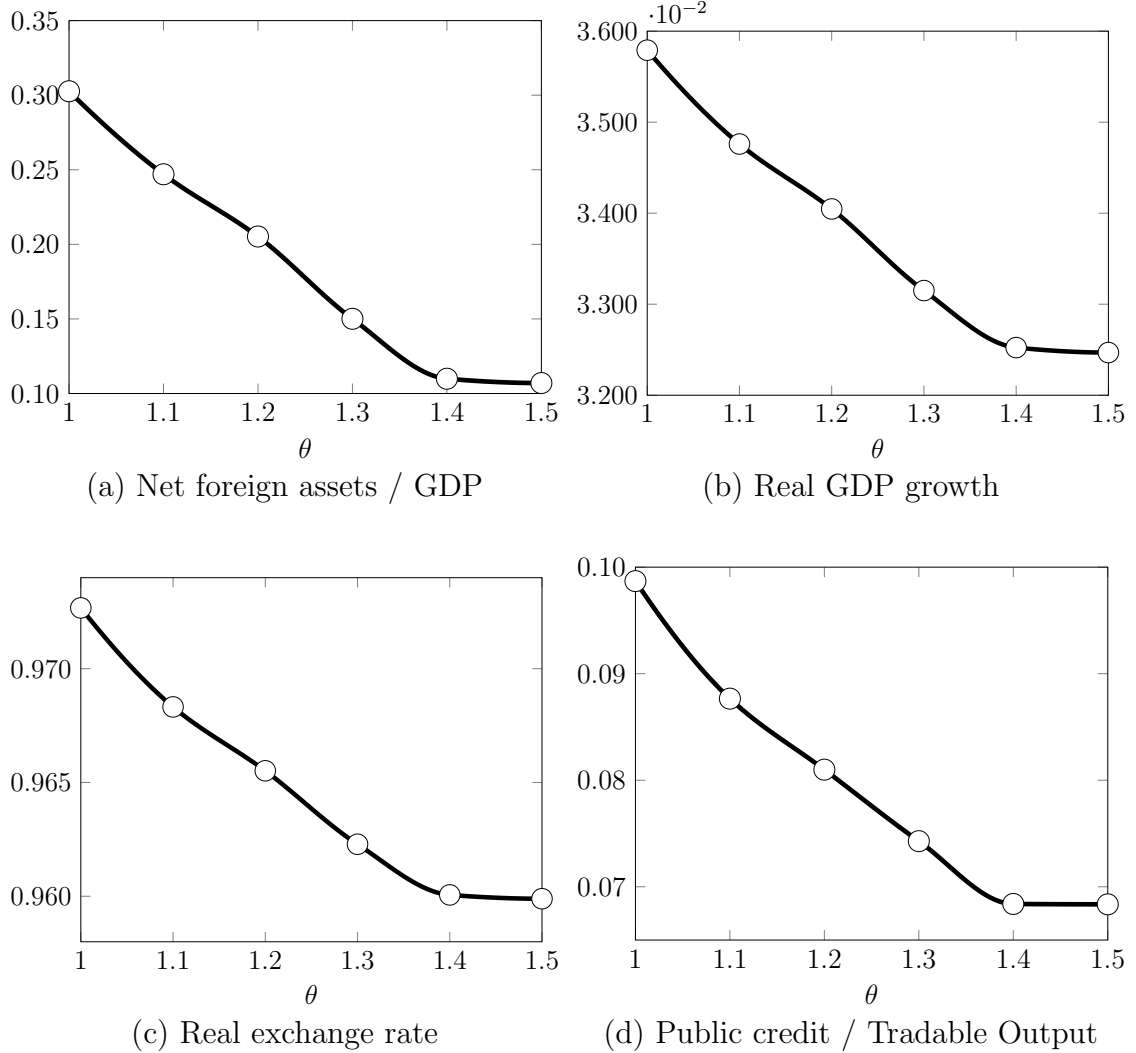 0.35
0.30
0.25
0.20
0.15
0.10
1 1.1 1.2 1.3 1.4 1.5
θ
(a) Net foreign assets / GDP
·10⁻²
3.600
3.500
3.400
3.300
3.200
1 1.1 1.2 1.3 1.4 1.5
θ
(b) Real GDP growth
0.970
0.965
0.960
1 1.1 1.2 1.3 1.4 1.5
θ
(c) Real exchange rate
0.10
0.09
0.08
0.07
1 1.1 1.2 1.3 1.4 1.5
θ
(d) Public credit / Tradable Output